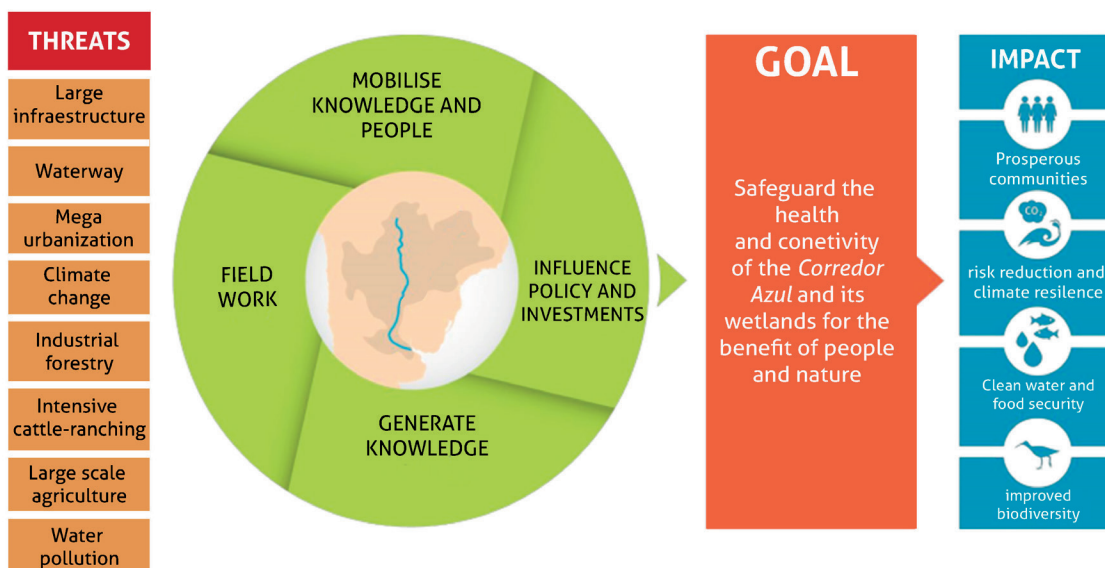 THREATS
Large
infraestructure
Waterway
Mega
urbanization
Climate
change
Industrial
forestry
Intensive
cattle-ranching
Large scale
agriculture
Water
pollution
MOBILISE
KNOWLEDGE AND
PEOPLE
FIELD
WORK
INFLUENCE
POLICY AND
INVESTMENTS
GENERATE
KNOWLEDGE
GOAL
Safeguard the
health
and conetivity
of the Corredor
Azul and its
wetlands for the
benefit of people
and nature
IMPACT
Prosperous
communities
CO₂
risk reduction and
climate resilence
Clean water and
food security
improved
biodiversity